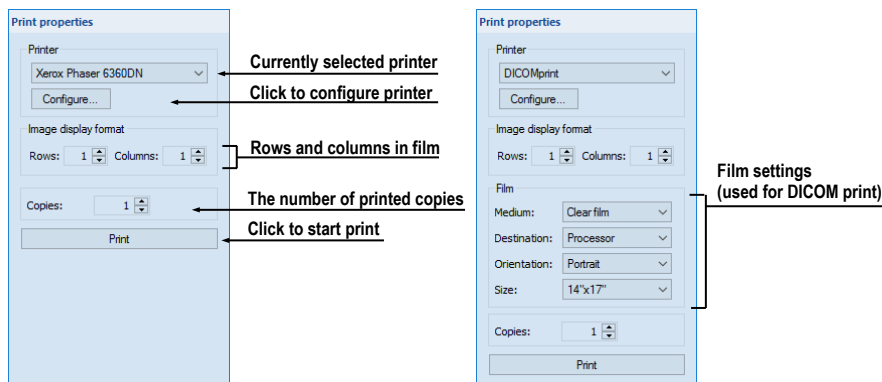 Print properties
Printer
Xerox Phaser 6360DN
Configure...
Image display format
Rows: 1 Columns: 1
Copies: 1
Print
Currently selected printer
Click to configure printer
Rows and columns in film
The number of printed copies
Click to start print
Print properties
Printer
DICOMprint
Configure...
Image display format
Rows: 1 Columns: 1
Film
Medium: Clear film
Destination: Processor
Orientation: Portrait
Size: 14"x17"
Copies: 1
Print
Film settings
(used for DICOM print)